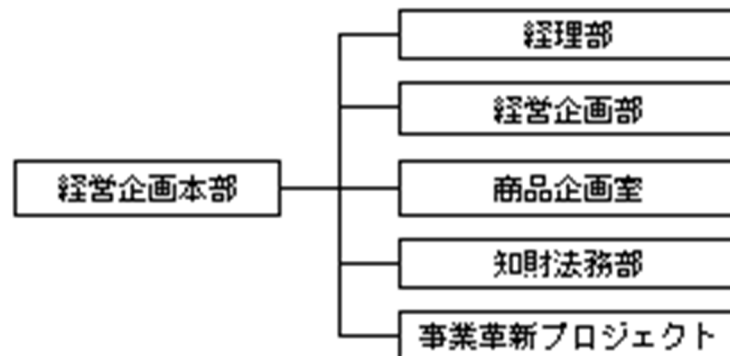 経理部
経営企画部
経営企画本部
商品企画室
知財法務部
事業革新プロジェクト